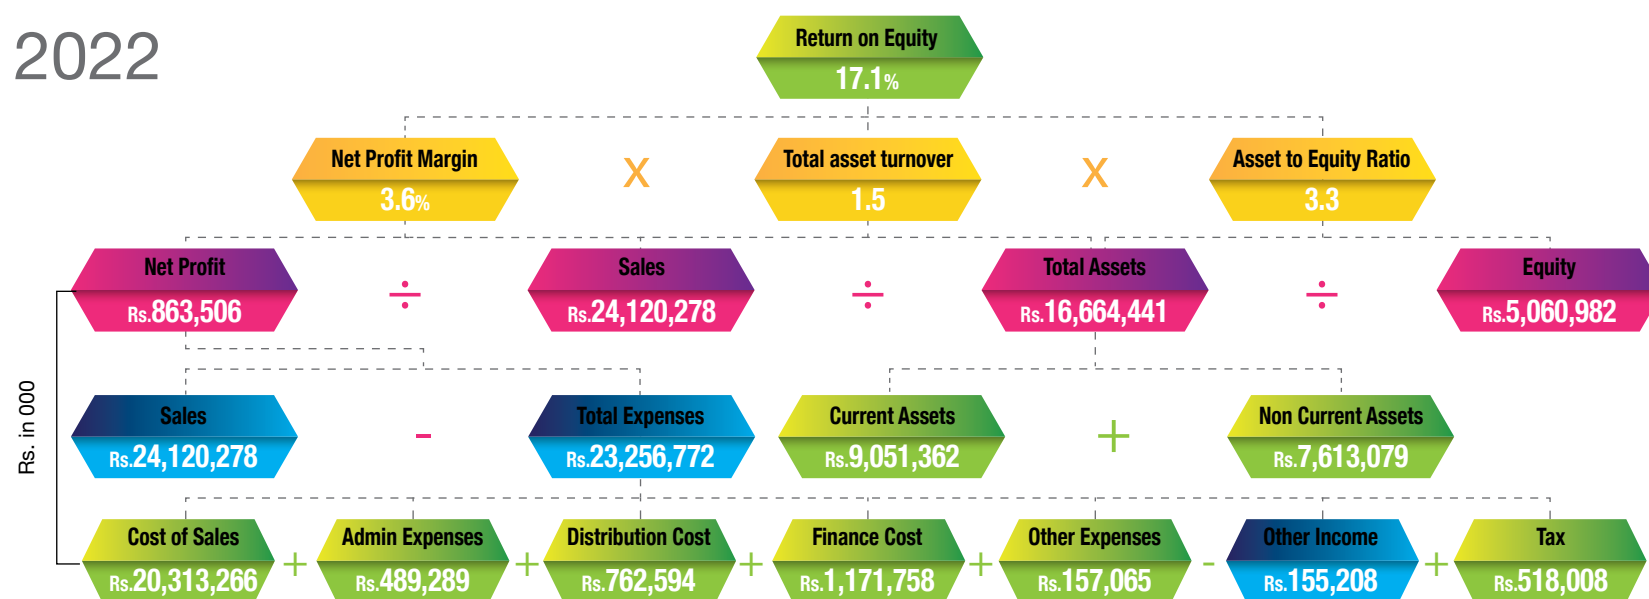 2022
Return on Equity
17.1%
Net Profit Margin
3.6%
X
Total asset turnover
1.5
X
Asset to Equity Ratio
3.3
Net Profit
Rs.863,506
÷
Sales
Rs.24,120,278
÷
Total Assets
Rs.16,664,441
÷
Equity
Rs.5,060,982
Rs. in 000
Sales
Rs.24,120,278
-
Total Expenses
Rs.23,256,772
Current Assets
Rs.9,051,362
+
Non Current Assets
Rs.7,613,079
Cost of Sales
Rs.20,313,266
+
Admin Expenses
Rs.489,289
+
Distribution Cost
Rs.762,594
+
Finance Cost
Rs.1,171,758
+
Other Expenses
Rs.157,065
-
Other Income
Rs.155,208
+
Tax
Rs.518,008